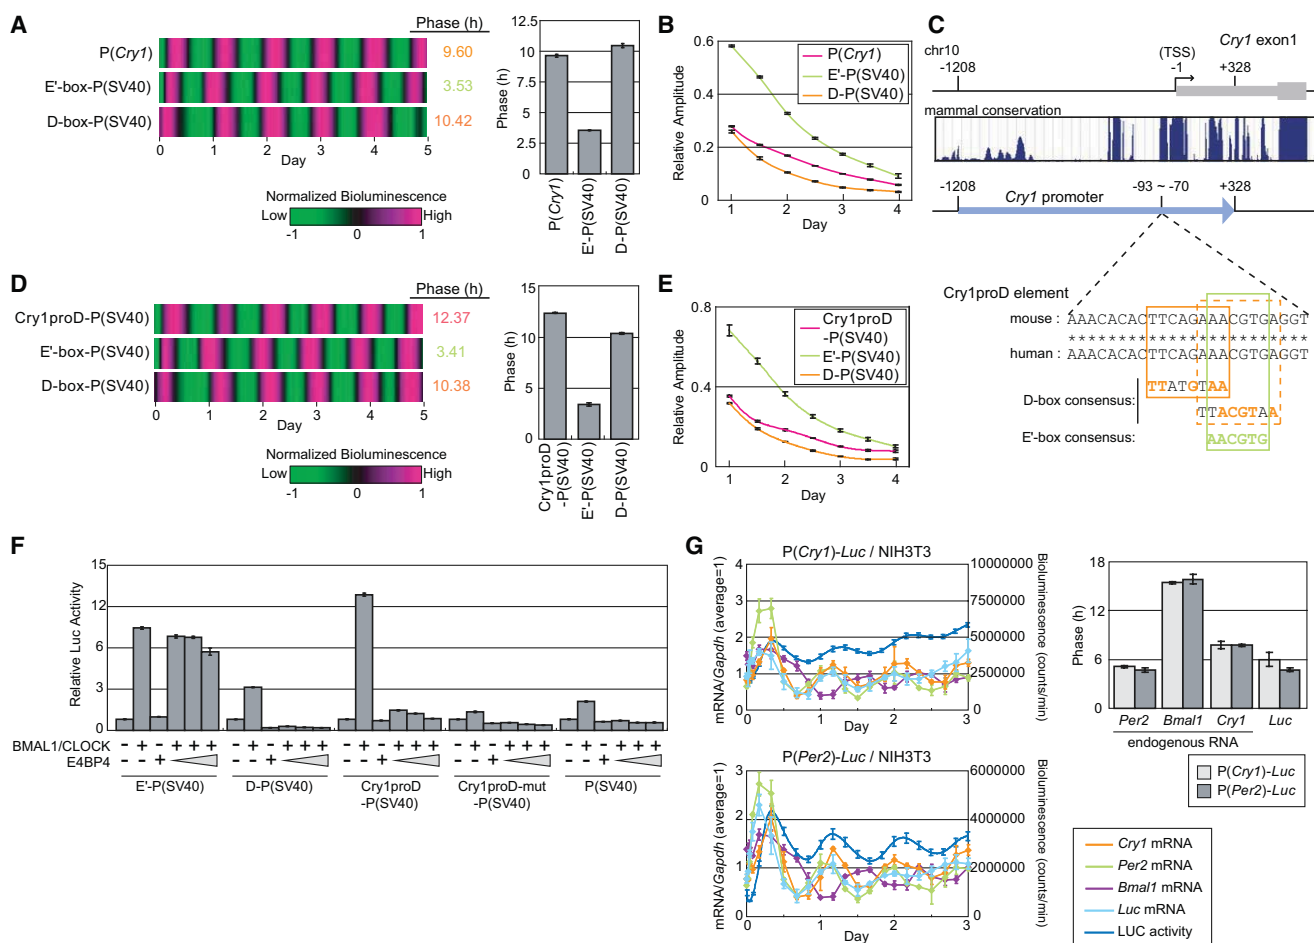 A
Phase (h)
P(Cry1)
9.60
E'-box-P(SV40)
3.53
D-box-P(SV40)
10.42
0 1 2 3 4 5
Day
Normalized Bioluminescence
Low
High
-1 0 1
Phase (h)
15
12.5
10
7.5
5
2.5
0
P(Cry1)
E'-P(SV40)
D-P(SV40)
B
Relative Amplitude
0.6
0.4
0.2
0
1 2 3 4
Day
P(Cry1)
E'-P(SV40)
D-P(SV40)
C
chr10
-1208
(TSS)
-1
+328
Cry1 exon1
mammal conservation
-1208
-93 ~ -70
+328
Cry1 promoter
Cry1proD element
mouse : AAACACACTTCAGAAACGTGAGGT
************************
human : AAACACACTTCAGAAACGTGAGGT
D-box consensus:
TTATGTAA
TTACGTAA
E'-box consensus:
AACGTG
D
Phase (h)
Cry1proD-P(SV40)
12.37
E'-box-P(SV40)
3.41
D-box-P(SV40)
10.38
0 1 2 3 4 5
Day
Normalized Bioluminescence
Low
High
-1 0 1
Phase (h)
15
10
5
0
Cry1proD
-P(SV40)
E'-P(SV40)
D-P(SV40)
E
Relative Amplitude
0.8
0.4
0
1 2 3 4
Day
Cry1proD
-P(SV40)
E'-P(SV40)
D-P(SV40)
F
Relative Luc Activity
15
12
6
3
0
BMAL1/CLOCK - + - + + + - + - + + + - + - + + + - + - + + + - + - + + +
E4BP4 - - + - - + - - + - - + - - +
E'-P(SV40)
D-P(SV40)
Cry1proD
-P(SV40)
Cry1proD-mut
-P(SV40)
P(SV40)
G
P(Cry1)-Luc / NIH3T3
mRNA/Gapdh (average=1)
4
3
2
1
0
0 1 2 3
10000000
7500000
5000000
2500000
0
Bioluminescence (counts/min)
P(Per2)-Luc / NIH3T3
mRNA/Gapdh (average=1)
3
2
1
0
0 1 2 3
Day
6000000
4000000
2000000
0
Bioluminescence (counts/min)
Phase (h)
18
12
6
0
Per2 Bmal1 Cry1 Luc
endogenous RNA
P(Cry1)-Luc
P(Per2)-Luc
Cry1 mRNA
Per2 mRNA
Bmal1 mRNA
Luc mRNA
LUC activity